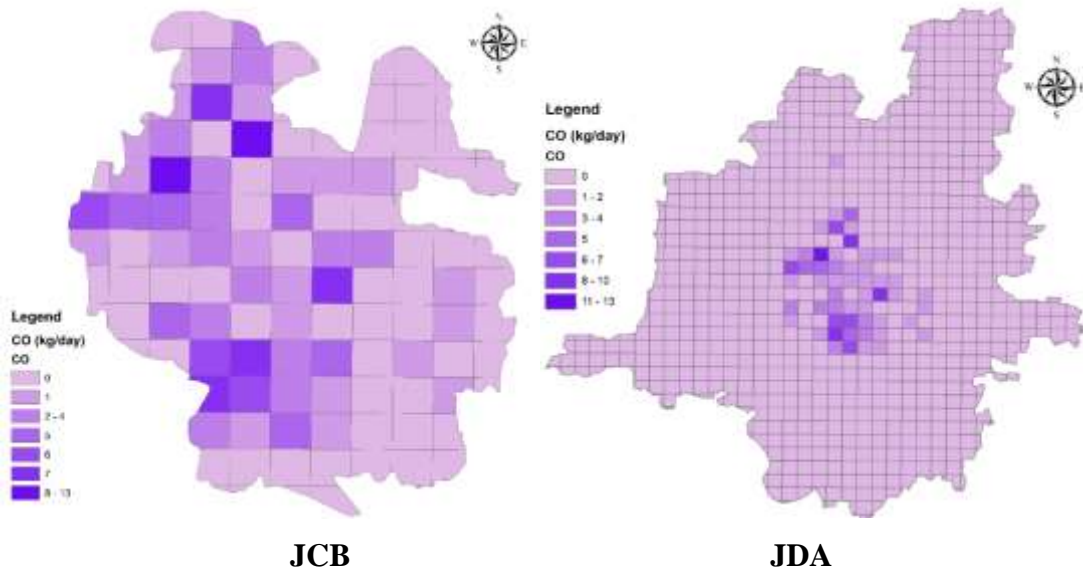 N
W E
S
Legend
CO (kg/day)
CO
0
1
2 - 4
5
6
7
8 - 13
JCB
N
W E
S
Legend
CO (kg/day)
CO
0
1 - 2
3 - 4
5
6 - 7
8 - 10
11 - 13
JDA